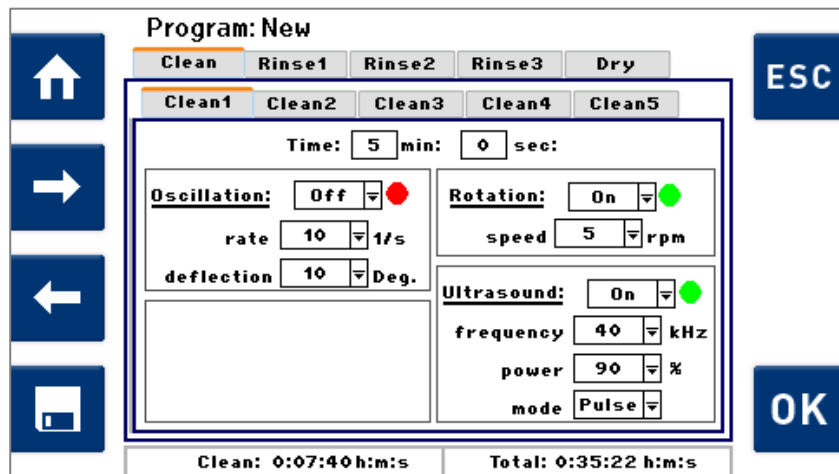 Program: New
Clean Rinse1 Rinse2 Rinse3 Dry
ESC
Clean1 Clean2 Clean3 Clean4 Clean5
Time: 5 min: 0 sec:
Oscillation: Off
rate 10 1/s
deflection 10 Deg.
Rotation: On
speed 5 rpm
Ultrasound: On
frequency 40 kHz
power 90 %
mode Pulse
OK
Clean: 0:07:40 h:m:s Total: 0:35:22 h:m:s